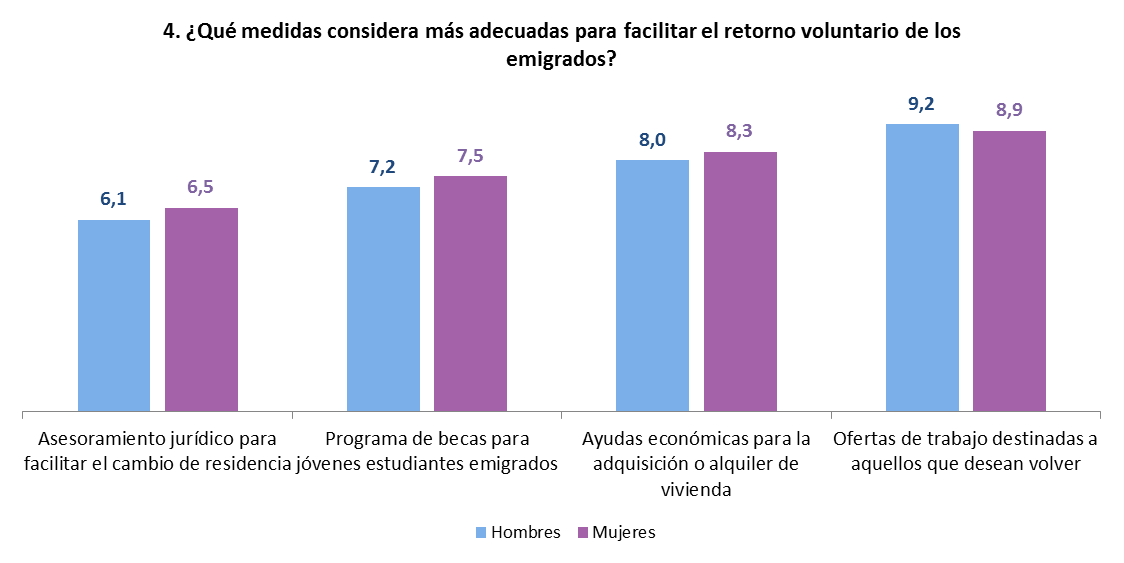 4. ¿Qué medidas considera más adecuadas para facilitar el retorno voluntario de los
emigrados?
6,1
6,5
7,2
7,5
8,0
8,3
9,2
8,9
Asesoramiento jurídico para
facilitar el cambio de residencia
Programa de becas para
jóvenes estudiantes emigrados
Ayudas económicas para la
adquisición o alquiler de
vivienda
Ofertas de trabajo destinadas a
aquellos que desean volver
Hombres
Mujeres